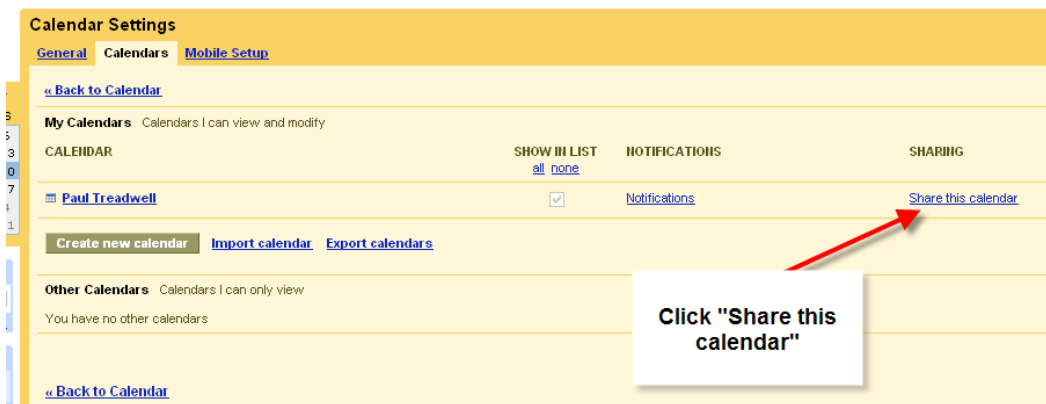 Calendar Settings
General Calendars Mobile Setup
« Back to Calendar
My Calendars Calendars I can view and modify
CALENDAR SHOW IN LIST NOTIFICATIONS SHARING
all none
Paul Treadwell Notifications Share this calendar
Create new calendar Import calendar Export calendars
Other Calendars Calendars I can only view
You have no other calendars
Click "Share this
calendar"
« Back to Calendar